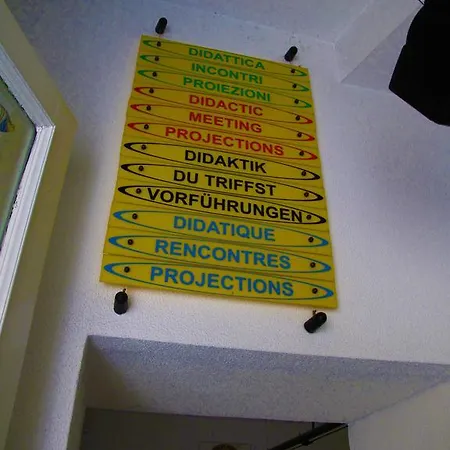 DIDATTICA
INCONTRI
PROIEZIONI
DIDACTIC
MEETING
PROJECTIONS
DIDAKTIK
DU TRIFFST
VORFÜHRUNGEN
DIDATIQUE
RENCONTRES
PROJECTIONS